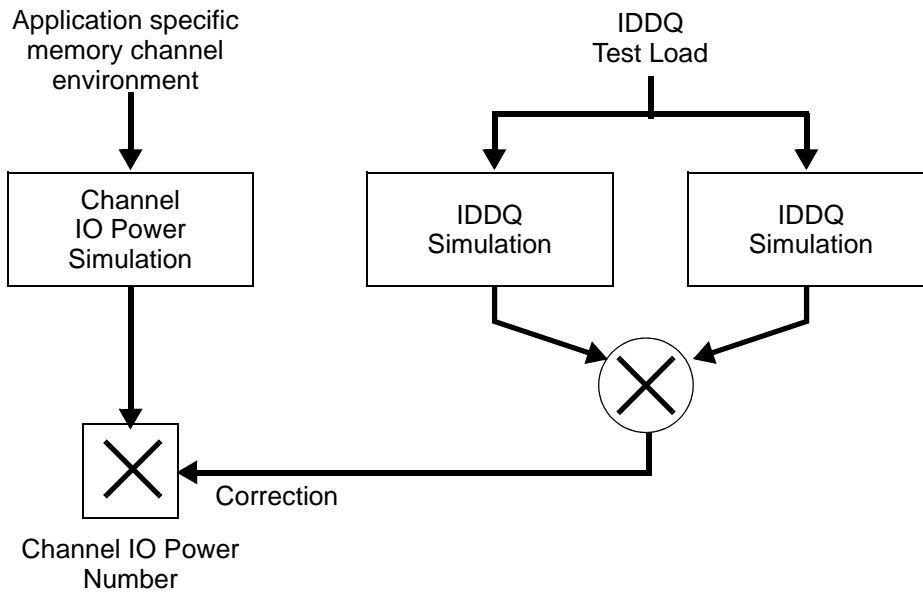 Application specific
memory channel
environment
IDDQ
Test Load
Channel
IO Power
Simulation
IDDQ
Simulation
IDDQ
Simulation
Correction
Channel IO Power
Number